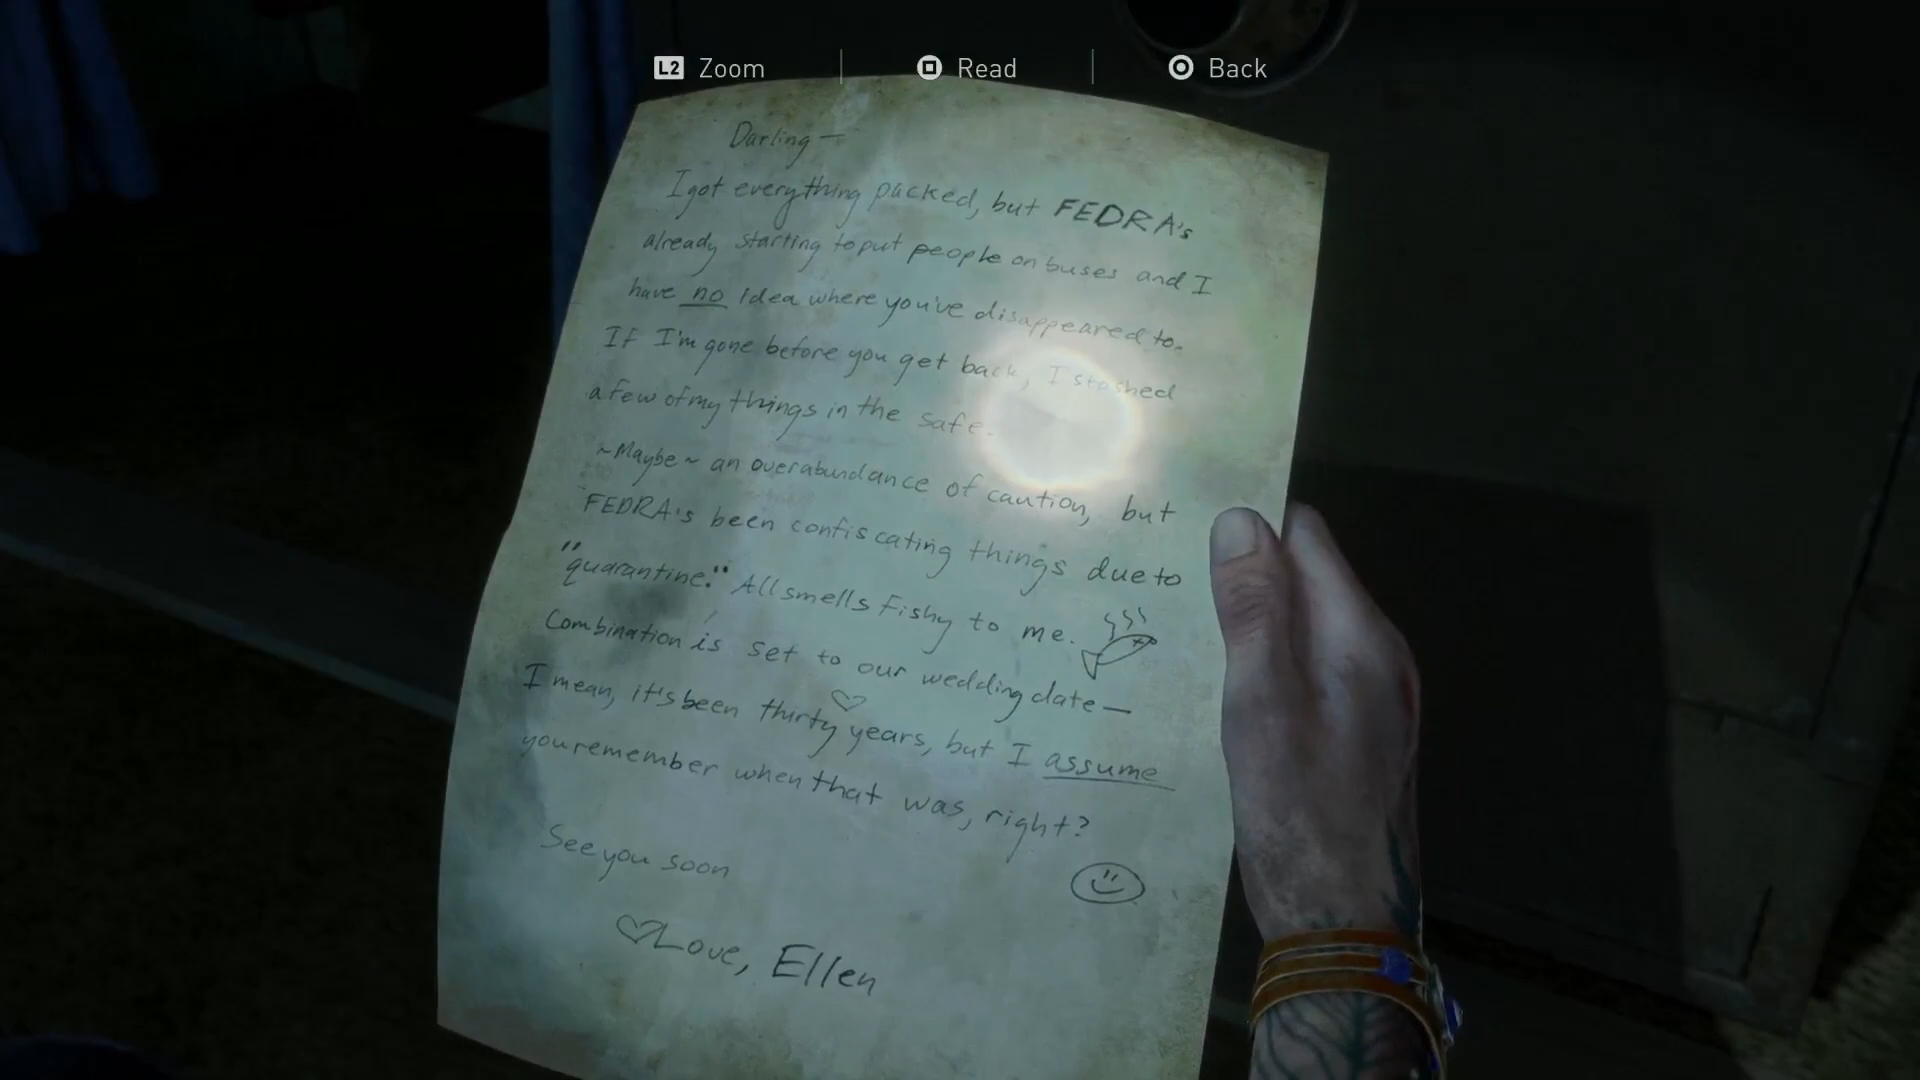 L2 Zoom Read Back
Darling—
I got everything packed, but FEDRA's
already starting to put people on buses and I
have no idea where you've disappeared to.
If I'm gone before you get back, I stashed
a few of my things in the safe.
~Maybe~ an overabundance of caution, but
FEDRA's been confiscating things due to
"quarantine." All smells fishy to me.
Combination is set to our wedding date—
I mean, it's been thirty years, but I assume
you remember when that was, right?
See you soon
Love, Ellen